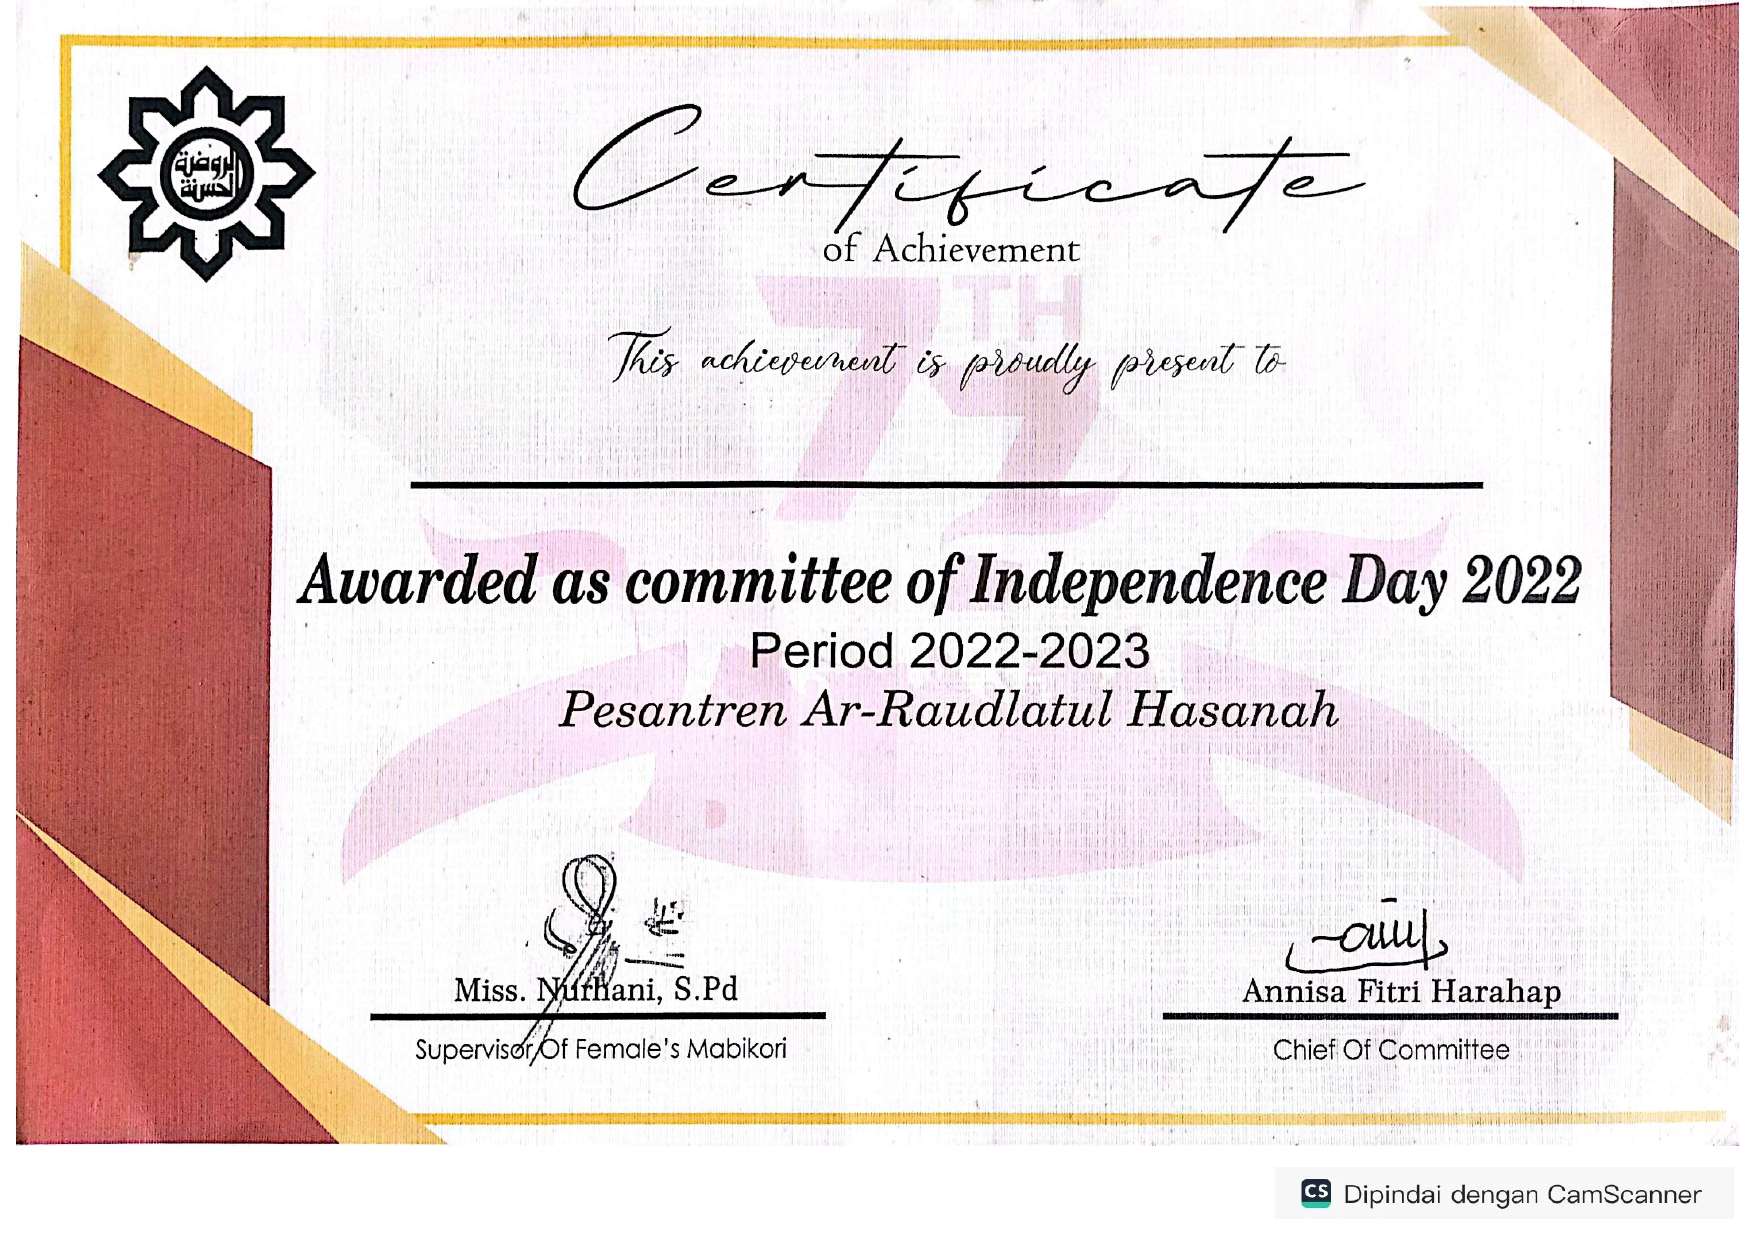 الروضة
الحسنة
Certificate
of Achievement
7TH
This achievement is proudly present to
Awarded as committee of Independence Day 2022
Period 2022-2023
Pesantren Ar-Raudlatul Hasanah
Miss. Nurhani, S.Pd
Supervisor Of Female's Mabikori
Annisa Fitri Harahap
Chief Of Committee
CS Dipindai dengan CamScanner